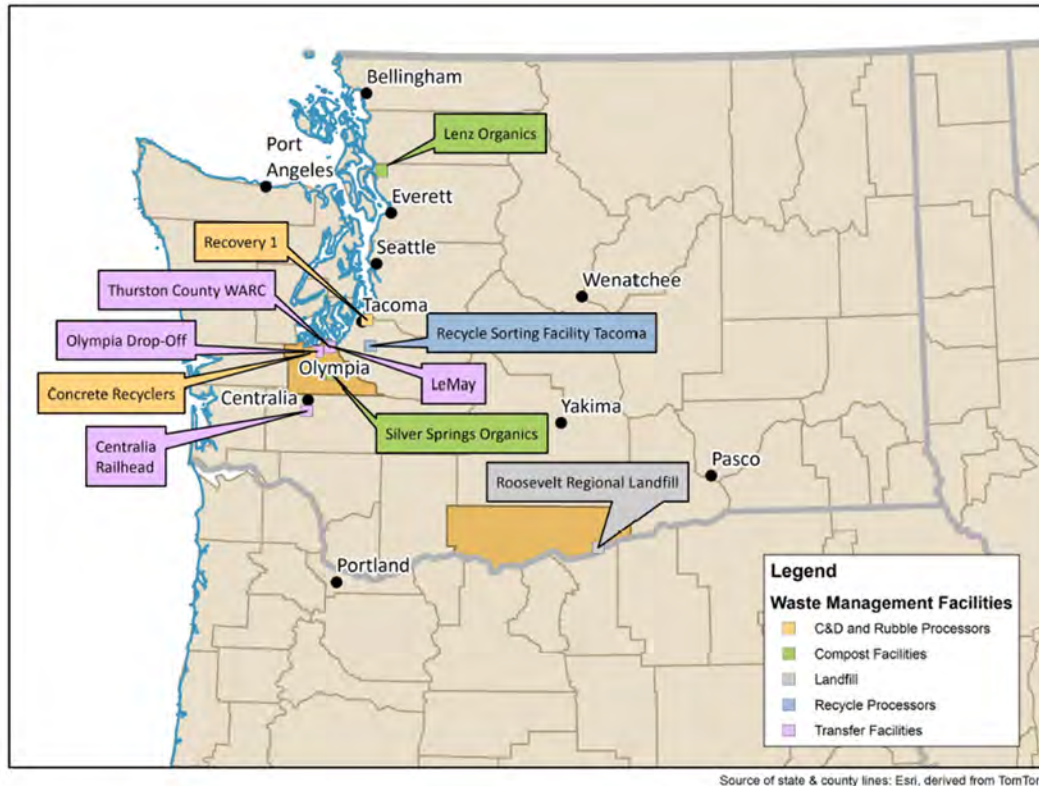 Bellingham
Lenz Organics
Port
Angeles
Everett
Recovery 1
Seattle
Thurston County WARC
Wenatchee
Tacoma
Olympia Drop-Off
Recycle Sorting Facility Tacoma
Olympia
LeMay
Concrete Recyclers
Centralia
Silver Springs Organics
Yakima
Centralia
Railhead
Pasco
Roosevelt Regional Landfill
Portland
Legend
Waste Management Facilities
C&D and Rubble Processors
Compost Facilities
Landfill
Recycle Processors
Transfer Facilities
Source of state & county lines: Esri, derived from TomTom